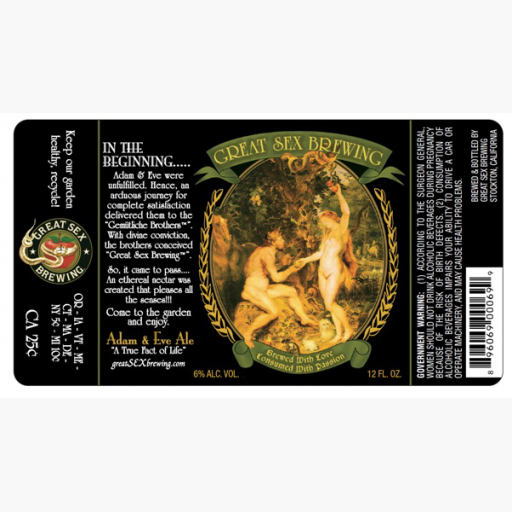 Keep our garden
healthy, recycle!
GREAT SEX
BREWING
OR - IA - VT - ME -
CT - MA - DE -
NY 5¢ - MI 10¢
CA 25¢
IN THE
BEGINNING.....
Adam & Eve were
unfulfilled. Hence, an
arduous journey for
complete satisfaction
delivered them to the
"Gemütliche Brothers™".
With divine conviction,
the brothers conceived
"Great Sex Brewing™".
So, it came to pass....
An ethereal nectar was
created that pleases all
the senses!!!
Come to the garden
and enjoy.
Adam & Eve Ale
"A True Fact of Life"
greatSEXbrewing.com
GREAT SEX BREWING
Brewed With Love
Consumed With Passion
6% ALC. VOL.
12 FL. OZ.
GOVERNMENT WARNING: (1) ACCORDING TO THE SURGEON GENERAL,
WOMEN SHOULD NOT DRINK ALCOHOLIC BEVERAGES DURING PREGNANCY
BECAUSE OF THE RISK OF BIRTH DEFECTS. (2) CONSUMPTION OF
ALCOHOLIC BEVERAGES IMPAIRS YOUR ABILITY TO DRIVE A CAR OR
OPERATE MACHINERY AND MAY CAUSE HEALTH PROBLEMS.
BREWED & BOTTLED BY
GREAT SEX BREWING
STOCKTON, CALIFORNIA
8 96069 00069 9